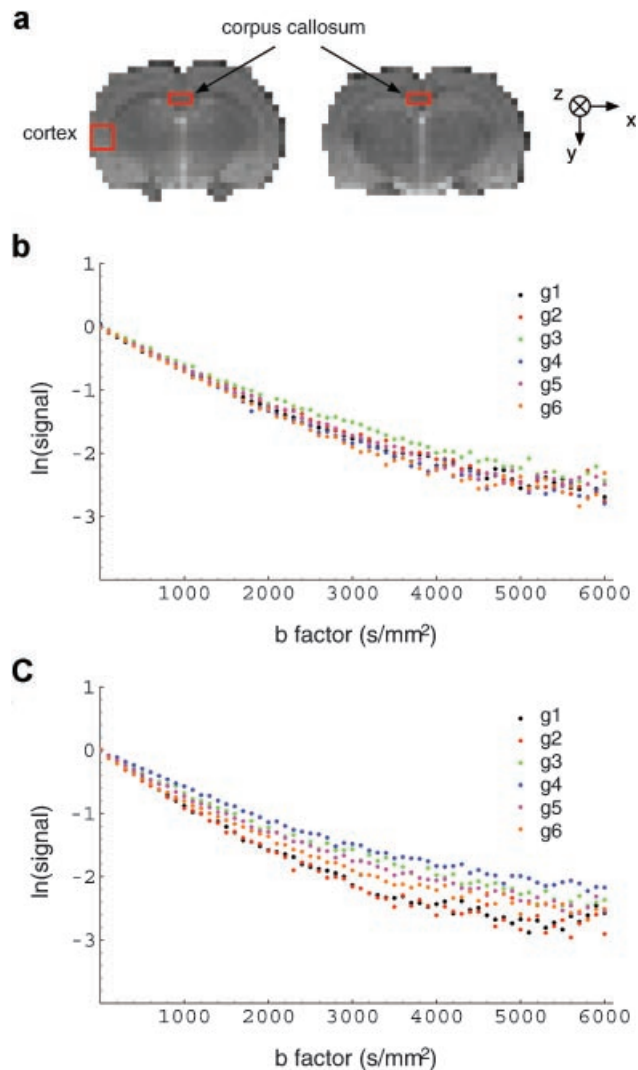 a
corpus callosum
cortex
z
x
y
b
1
0
-1
-2
-3
ln(signal)
g1
g2
g3
g4
g5
g6
1000 2000 3000 4000 5000 6000
b factor (s/mm²)
C
1
0
-1
-2
-3
ln(signal)
g1
g2
g3
g4
g5
g6
1000 2000 3000 4000 5000 6000
b factor (s/mm²)